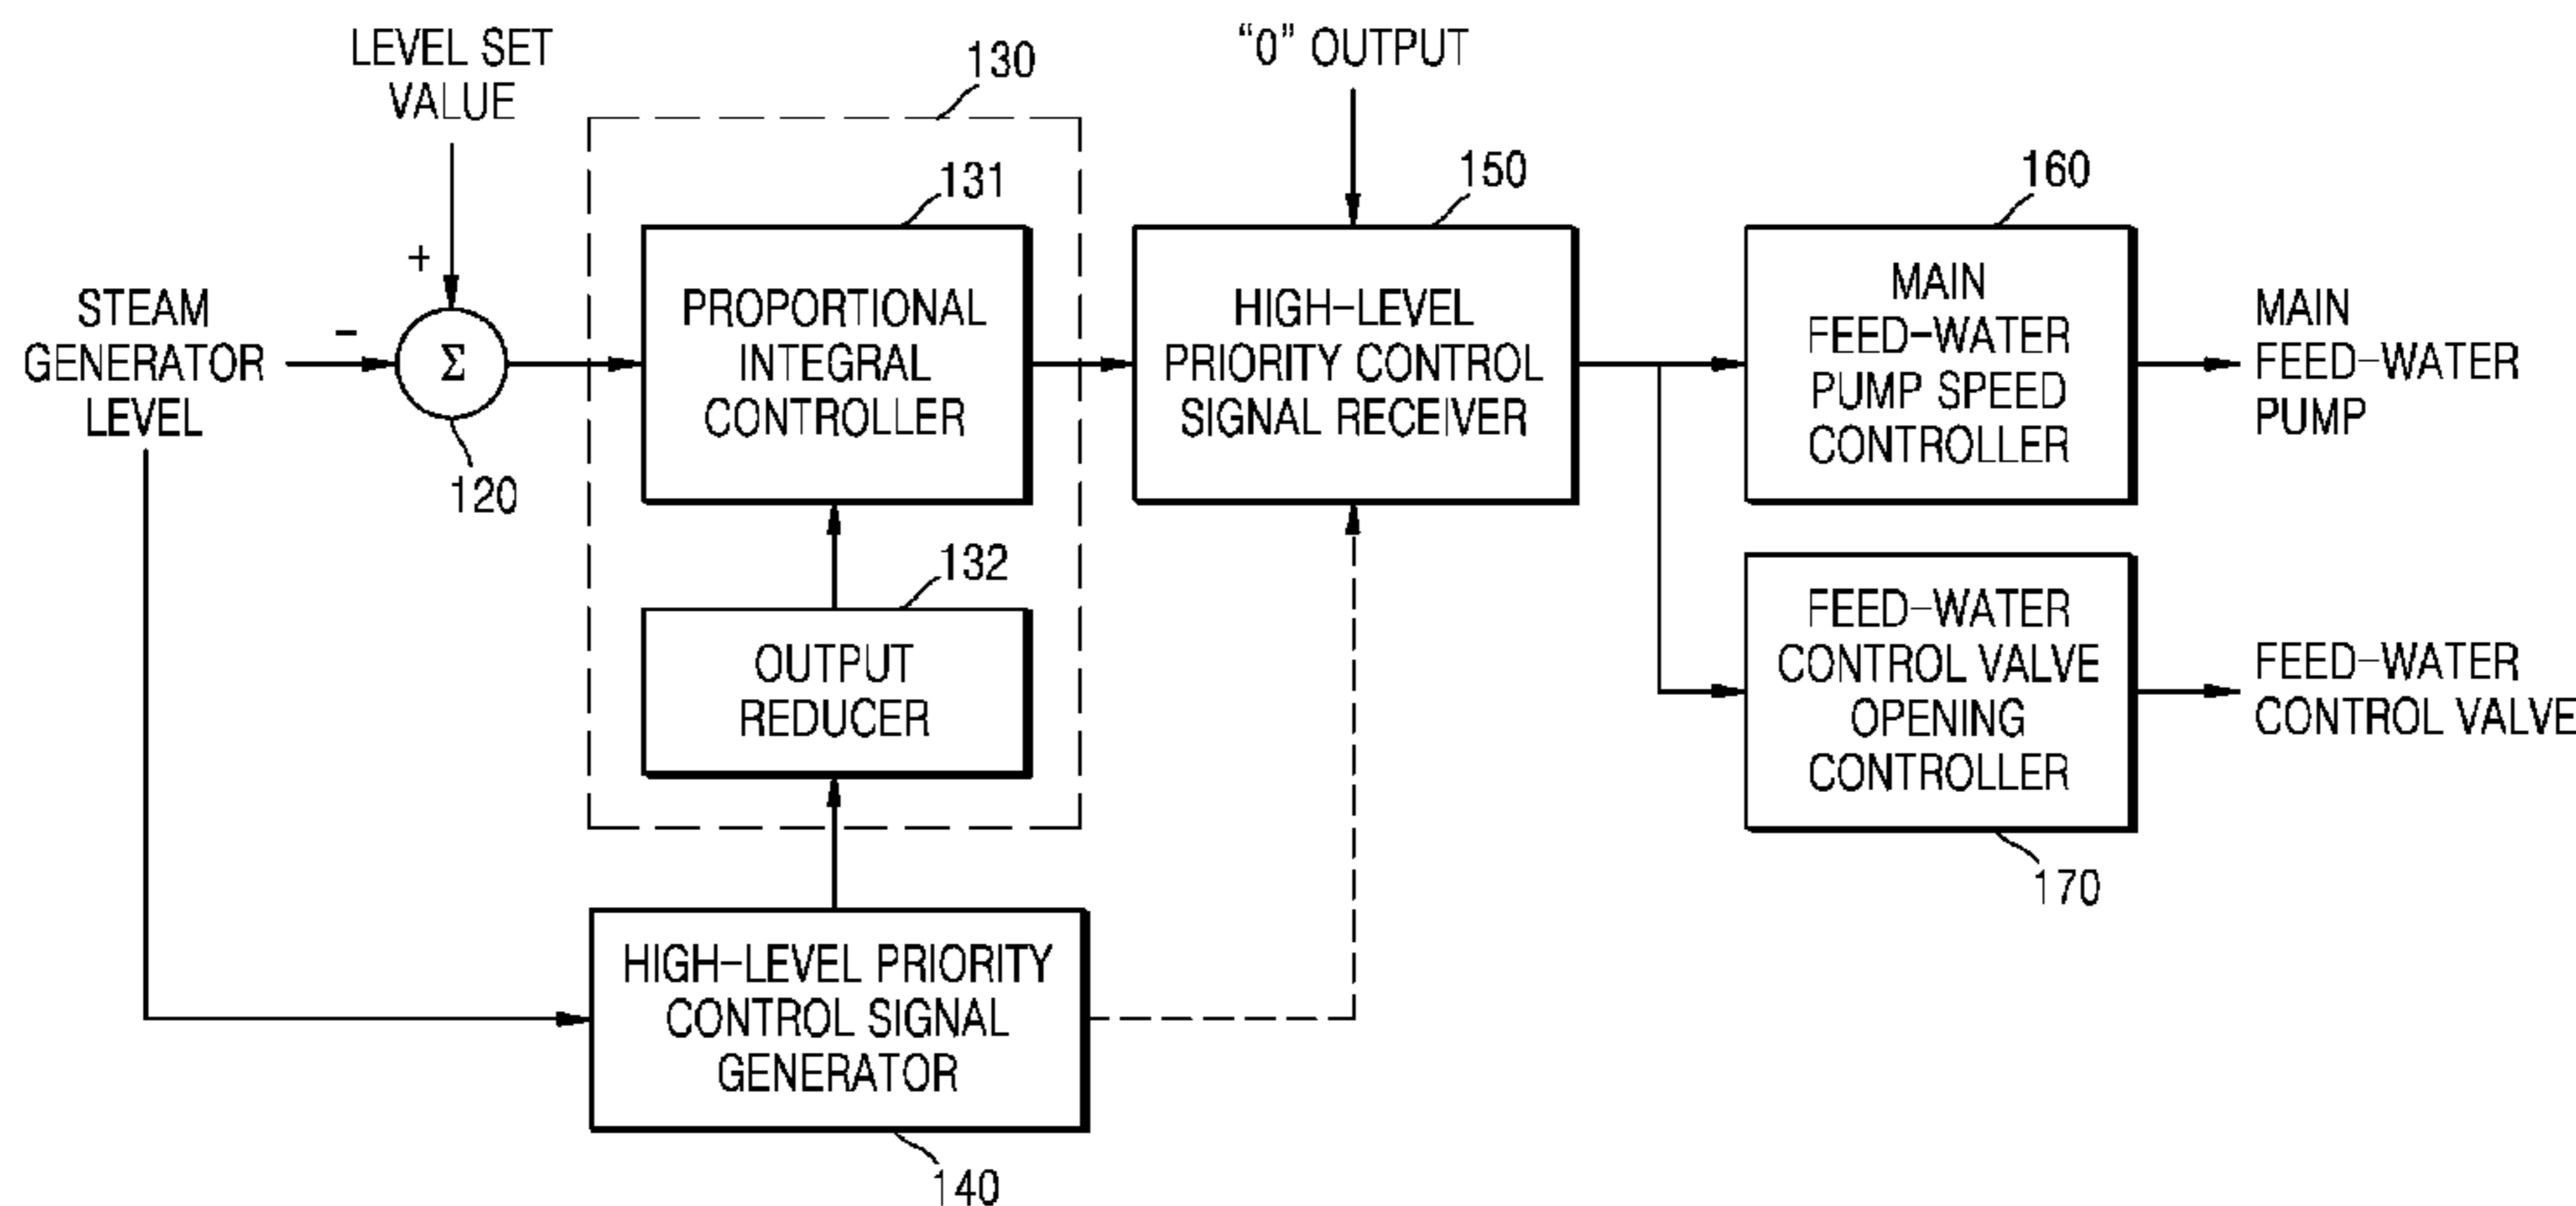 LEVEL SET
VALUE
130
"0" OUTPUT
131
150
160
+
-
STEAM
GENERATOR
LEVEL
Σ
120
PROPORTIONAL
INTEGRAL
CONTROLLER
HIGH-LEVEL
PRIORITY CONTROL
SIGNAL RECEIVER
MAIN
FEED-WATER
PUMP SPEED
CONTROLLER
MAIN
FEED-WATER
PUMP
132
OUTPUT
REDUCER
FEED-WATER
CONTROL VALVE
OPENING
CONTROLLER
FEED-WATER
CONTROL VALVE
170
HIGH-LEVEL PRIORITY
CONTROL SIGNAL
GENERATOR
140